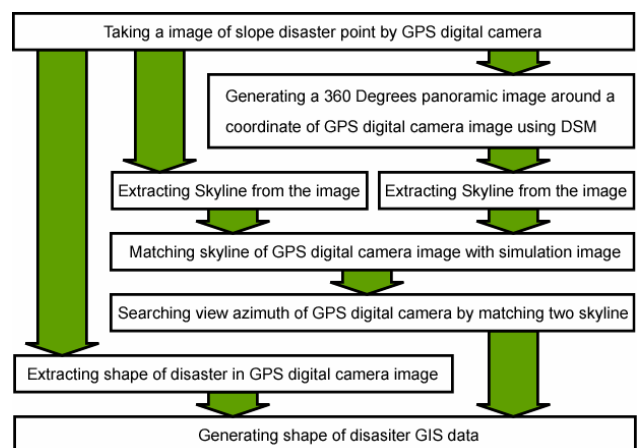 Taking a image of slope disaster point by GPS digital camera
Generating a 360 Degrees panoramic image around a
coordinate of GPS digital camera image using DSM
Extracting Skyline from the image
Extracting Skyline from the image
Matching skyline of GPS digital camera image with simulation image
Searching view azimuth of GPS digital camera by matching two skyline
Extracting shape of disaster in GPS digital camera image
Generating shape of disasiter GIS data